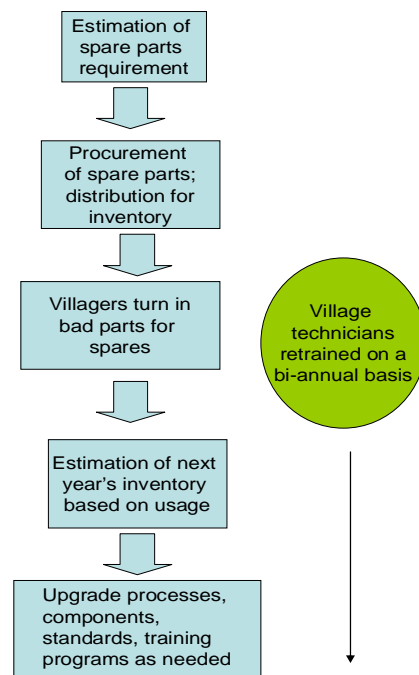 Estimation of
spare parts
requirement
Procurement
of spare parts;
distribution for
inventory
Villagers turn in
bad parts for
spares
Village
technicians
retrained on a
bi-annual basis
Estimation of next
year's inventory
based on usage
Upgrade processes,
components,
standards, training
programs as needed